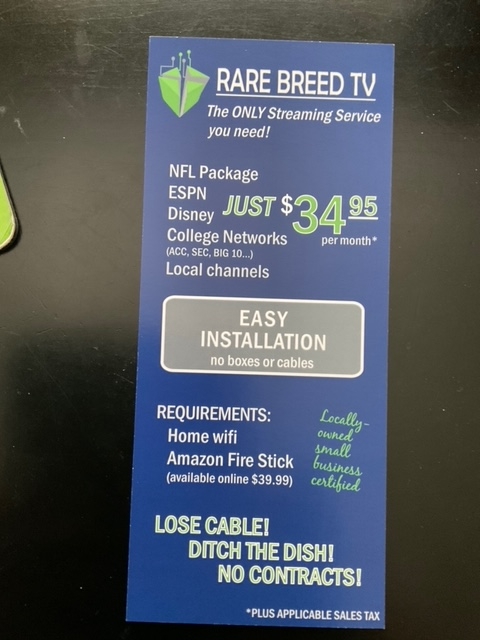 RARE BREED TV
The ONLY Streaming Service
you need!
NFL Package
ESPN
Disney
JUST $34.95
per month*
College Networks
(ACC, SEC, BIG 10...)
Local channels
EASY
INSTALLATION
no boxes or cables
REQUIREMENTS:
Home wifi
Amazon Fire Stick
(available online $39.99)
Locally-
owned
small
business
certified
LOSE CABLE!
DITCH THE DISH!
NO CONTRACTS!
*PLUS APPLICABLE SALES TAX